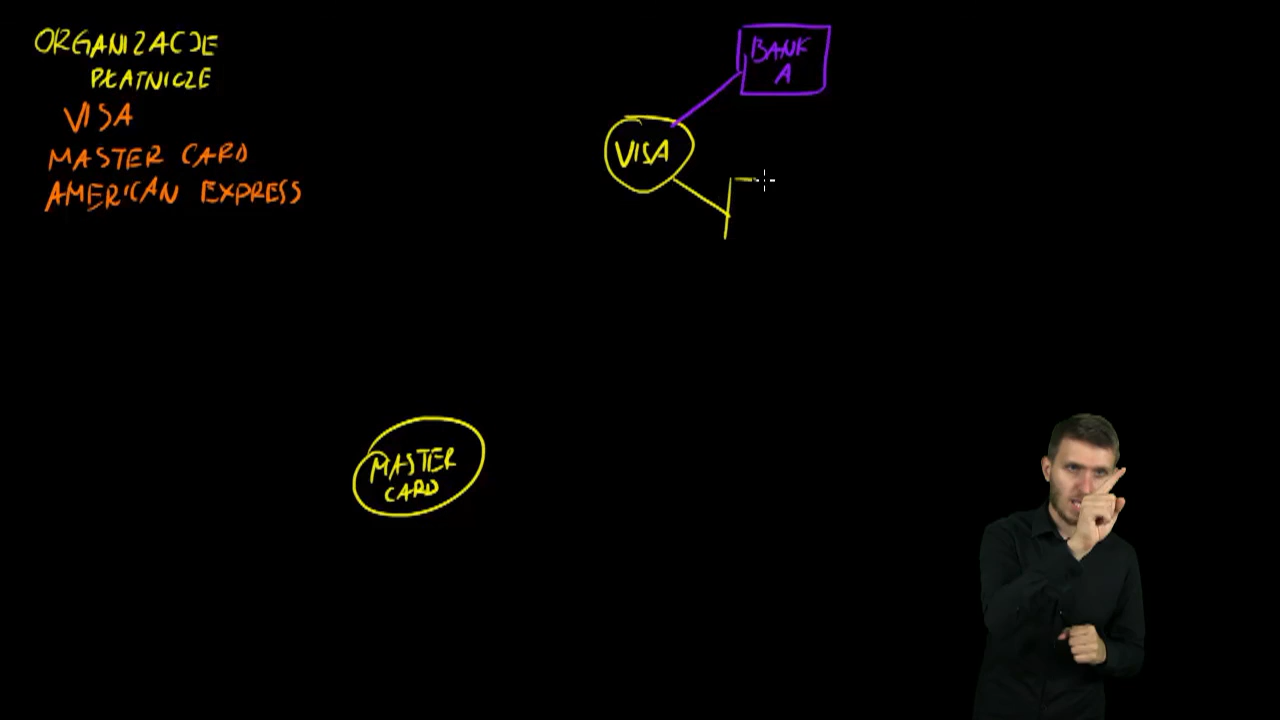 ORGANIZACJE
PŁATNICZE
VISA
MASTER CARD
AMERICAN EXPRESS
BANK
A
VISA
MASTER
CARD